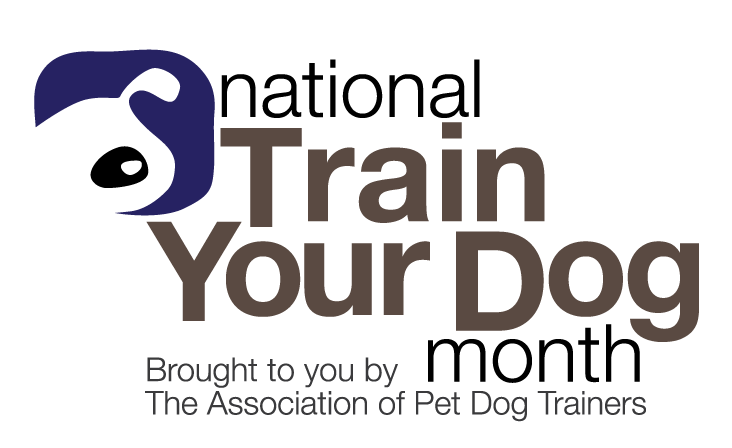 national
Train
Your Dog
month
Brought to you by
The Association of Pet Dog Trainers